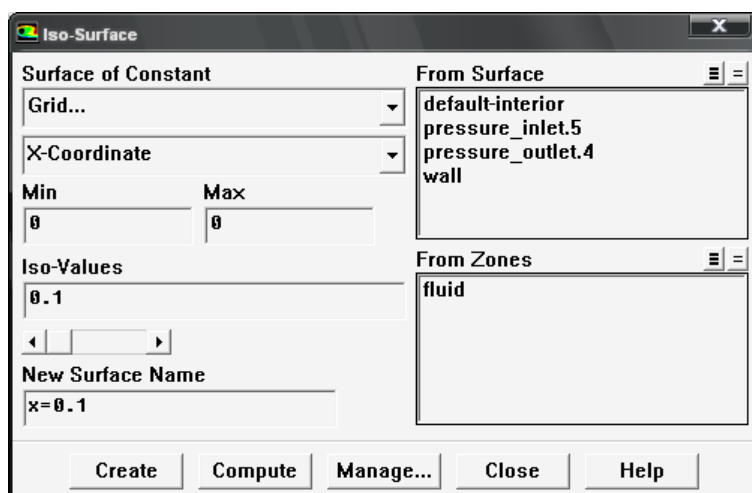 Iso-Surface
X
Surface of Constant
Grid...
X-Coordinate
Min Max
0 0
Iso-Values
0.1
New Surface Name
x=0.1
From Surface
default-interior
pressure_inlet.5
pressure_outlet.4
wall
From Zones
fluid
Create Compute Manage... Close Help